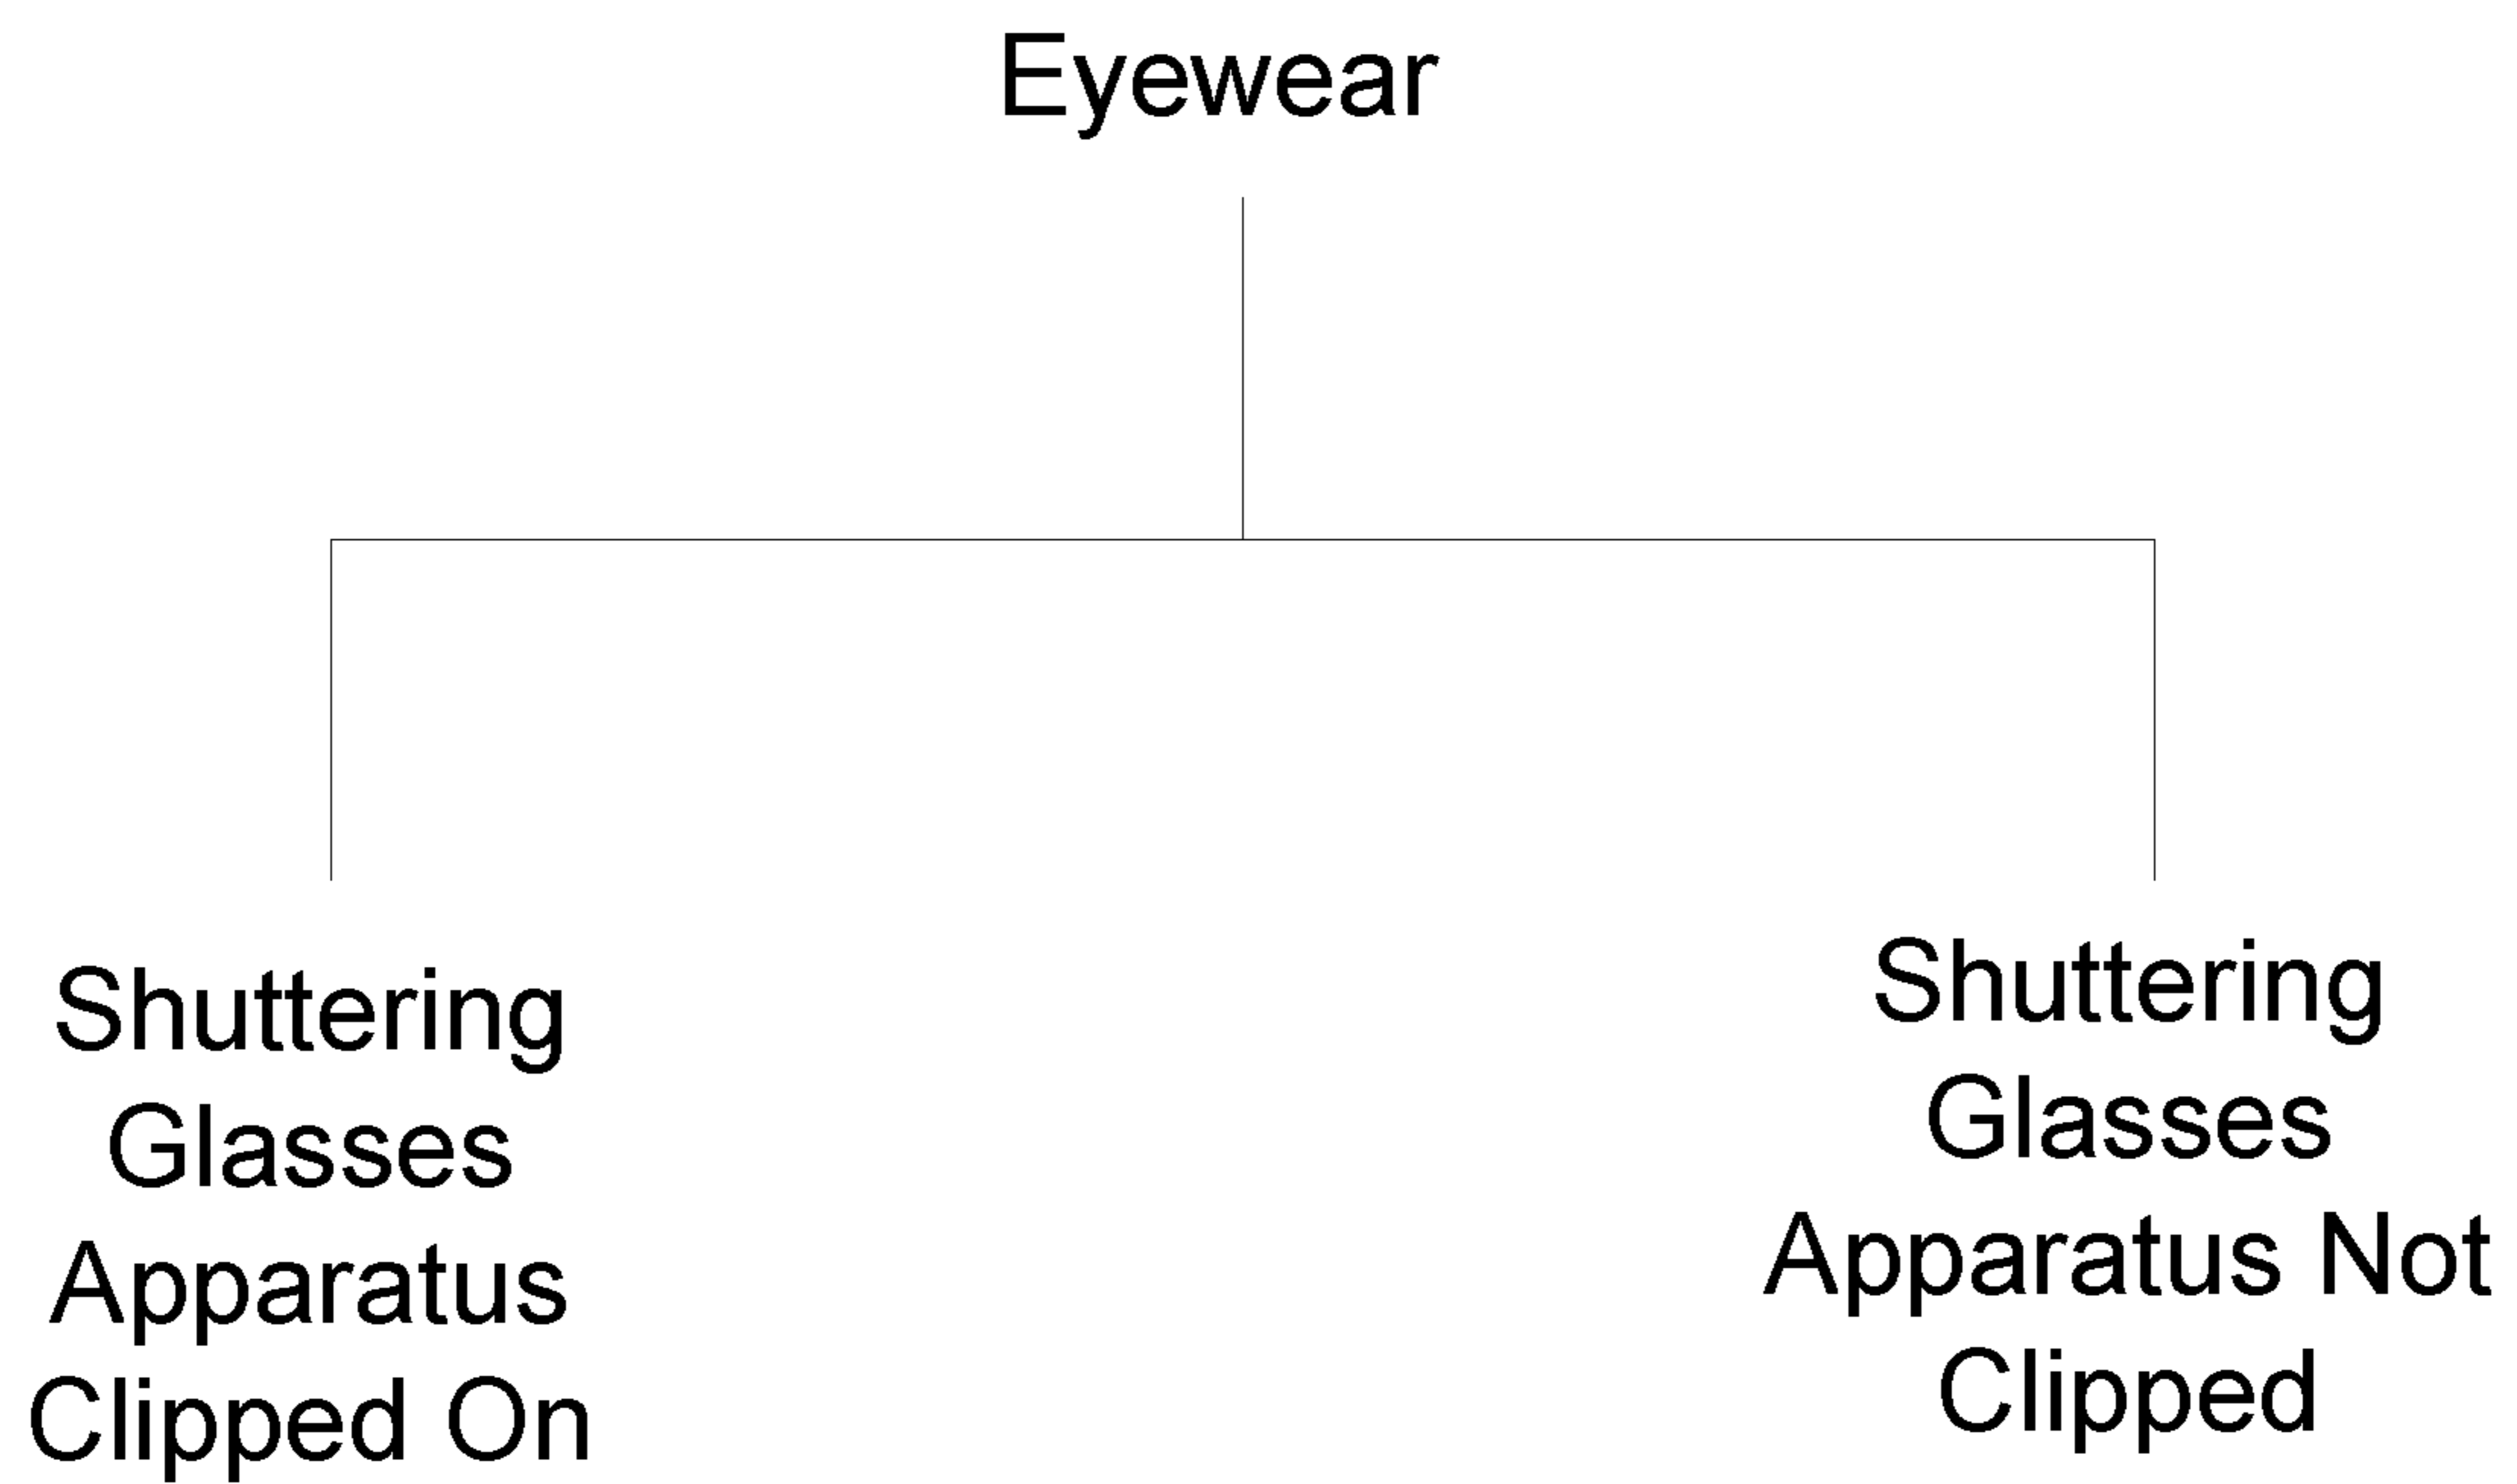 Eyewear
Shuttering
Glasses
Apparatus
Clipped On
Shuttering
Glasses
Apparatus Not
Clipped